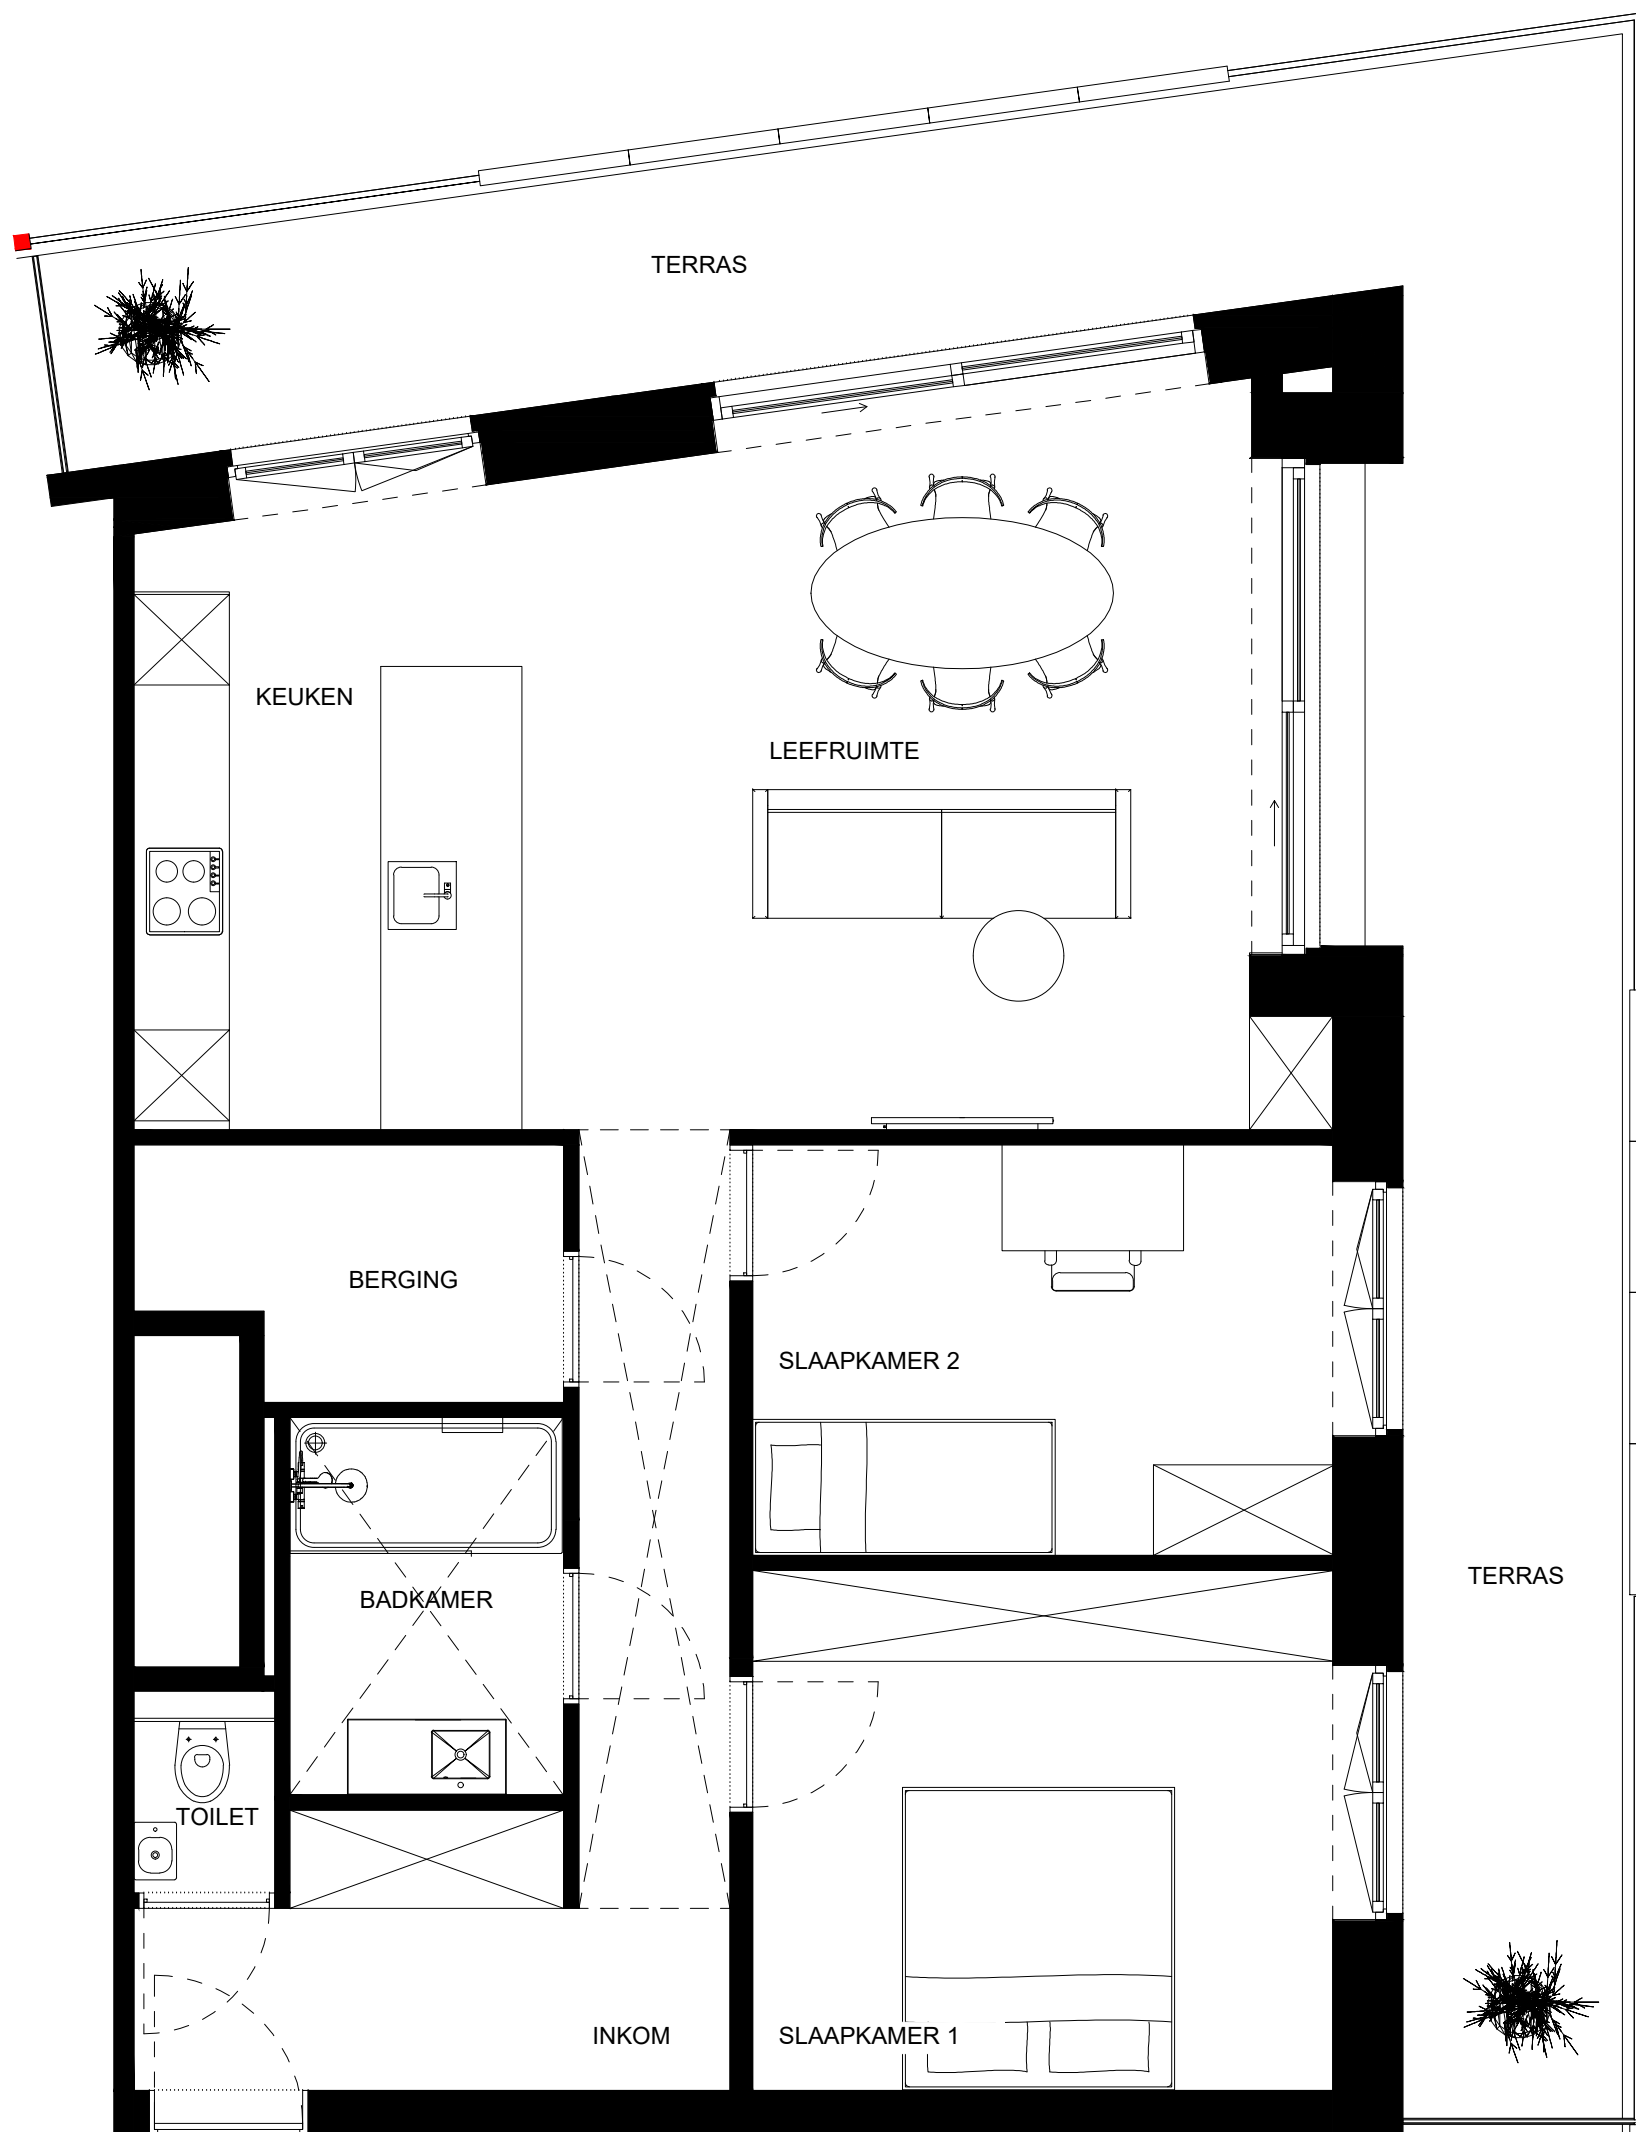 TERRAS
KEUKEN
LEEFRUIMTE
BERGING
SLAAPKAMER 2
TERRAS
BADKAMER
TOILET
INKOM
SLAAPKAMER 1